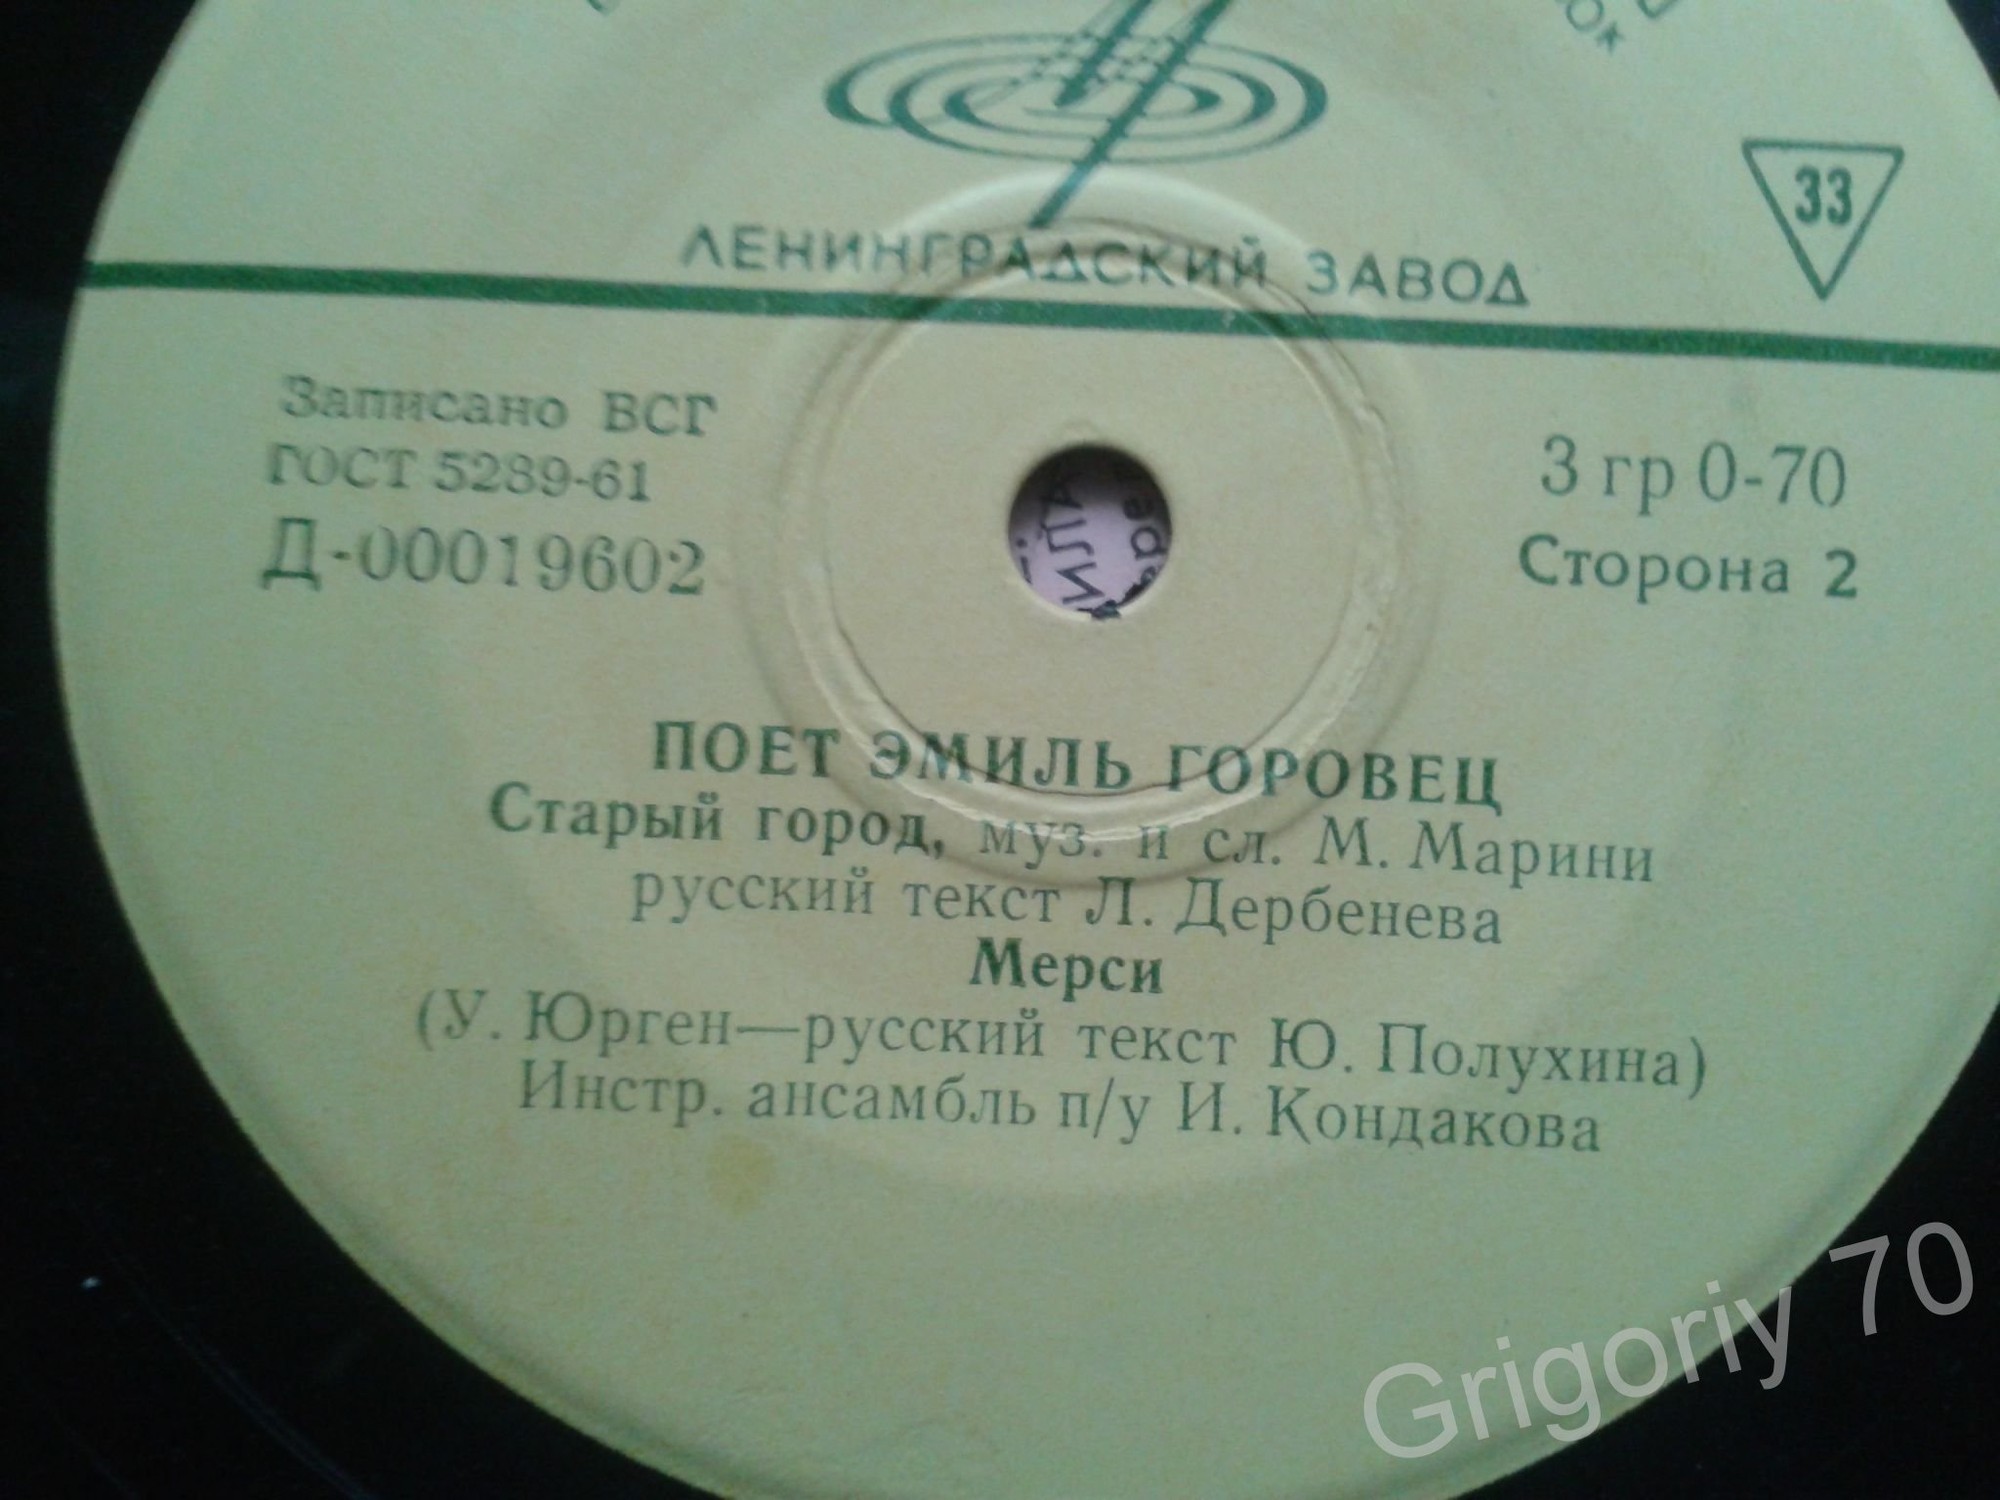 ЛЕНИНГРАДСКИЙ ЗАВОД
33
Записано ВСГ
ГОСТ 5289-61
Д-00019602
3 гр 0-70
Сторона 2
ПОЕТ ЭМИЛЬ ГОРОВЕЦ
Старый город, муз. и сл. М. Марини
русский текст Л. Дербенева
Мерси
(У. Юрген—русский текст Ю. Полухина)
Инстр. ансамбль п/у И. Кондакова
Grigoriy 70